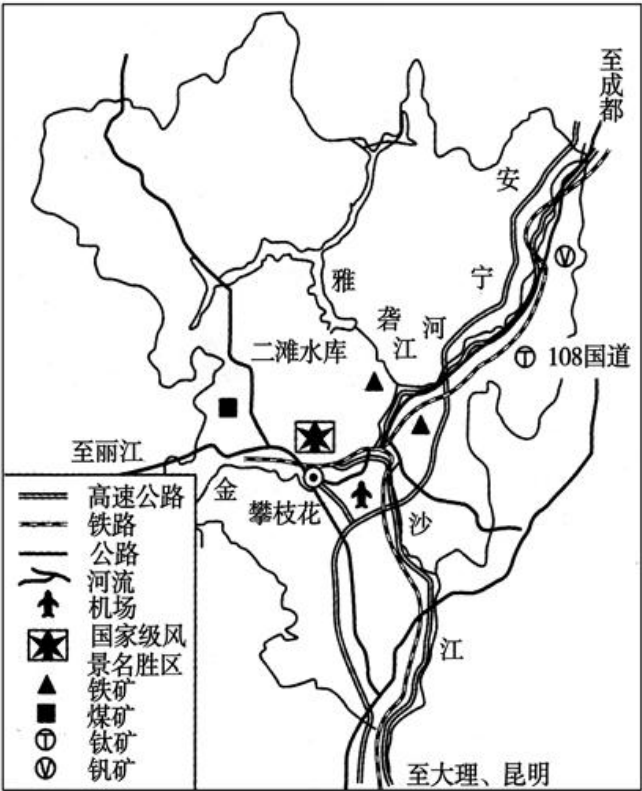 至成都
安
宁
河
雅
砻
江
二滩水库
108国道
至丽江
金
攀枝花
沙
江
高速公路
铁路
公路
河流
机场
国家级风
景名胜区
铁矿
煤矿
T
钛矿
V
钒矿
V
T
至大理、昆明